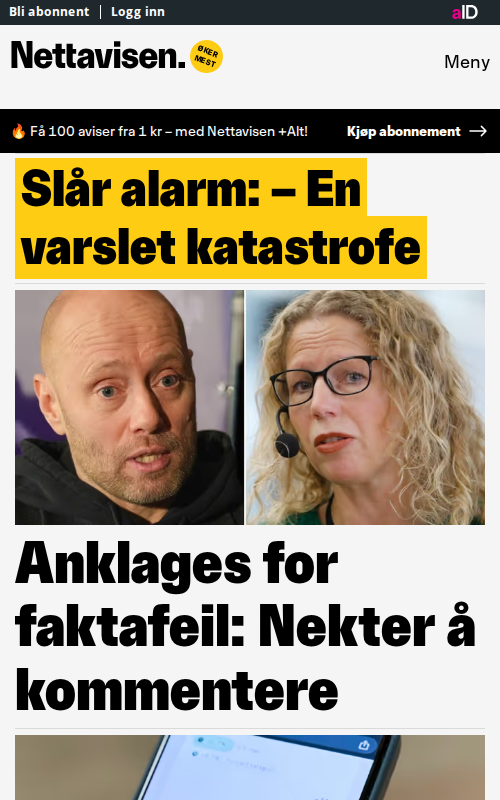 Bli abonnent | Logg inn
aID
Nettavisen.
ØKER
MEST
Meny
🔥 Få 100 aviser fra 1 kr – med Nettavisen +Alt!
Kjøp abonnement →
Slår alarm: – En
varslet katastrofe
Anklages for
faktafeil: Nekter å
kommentere